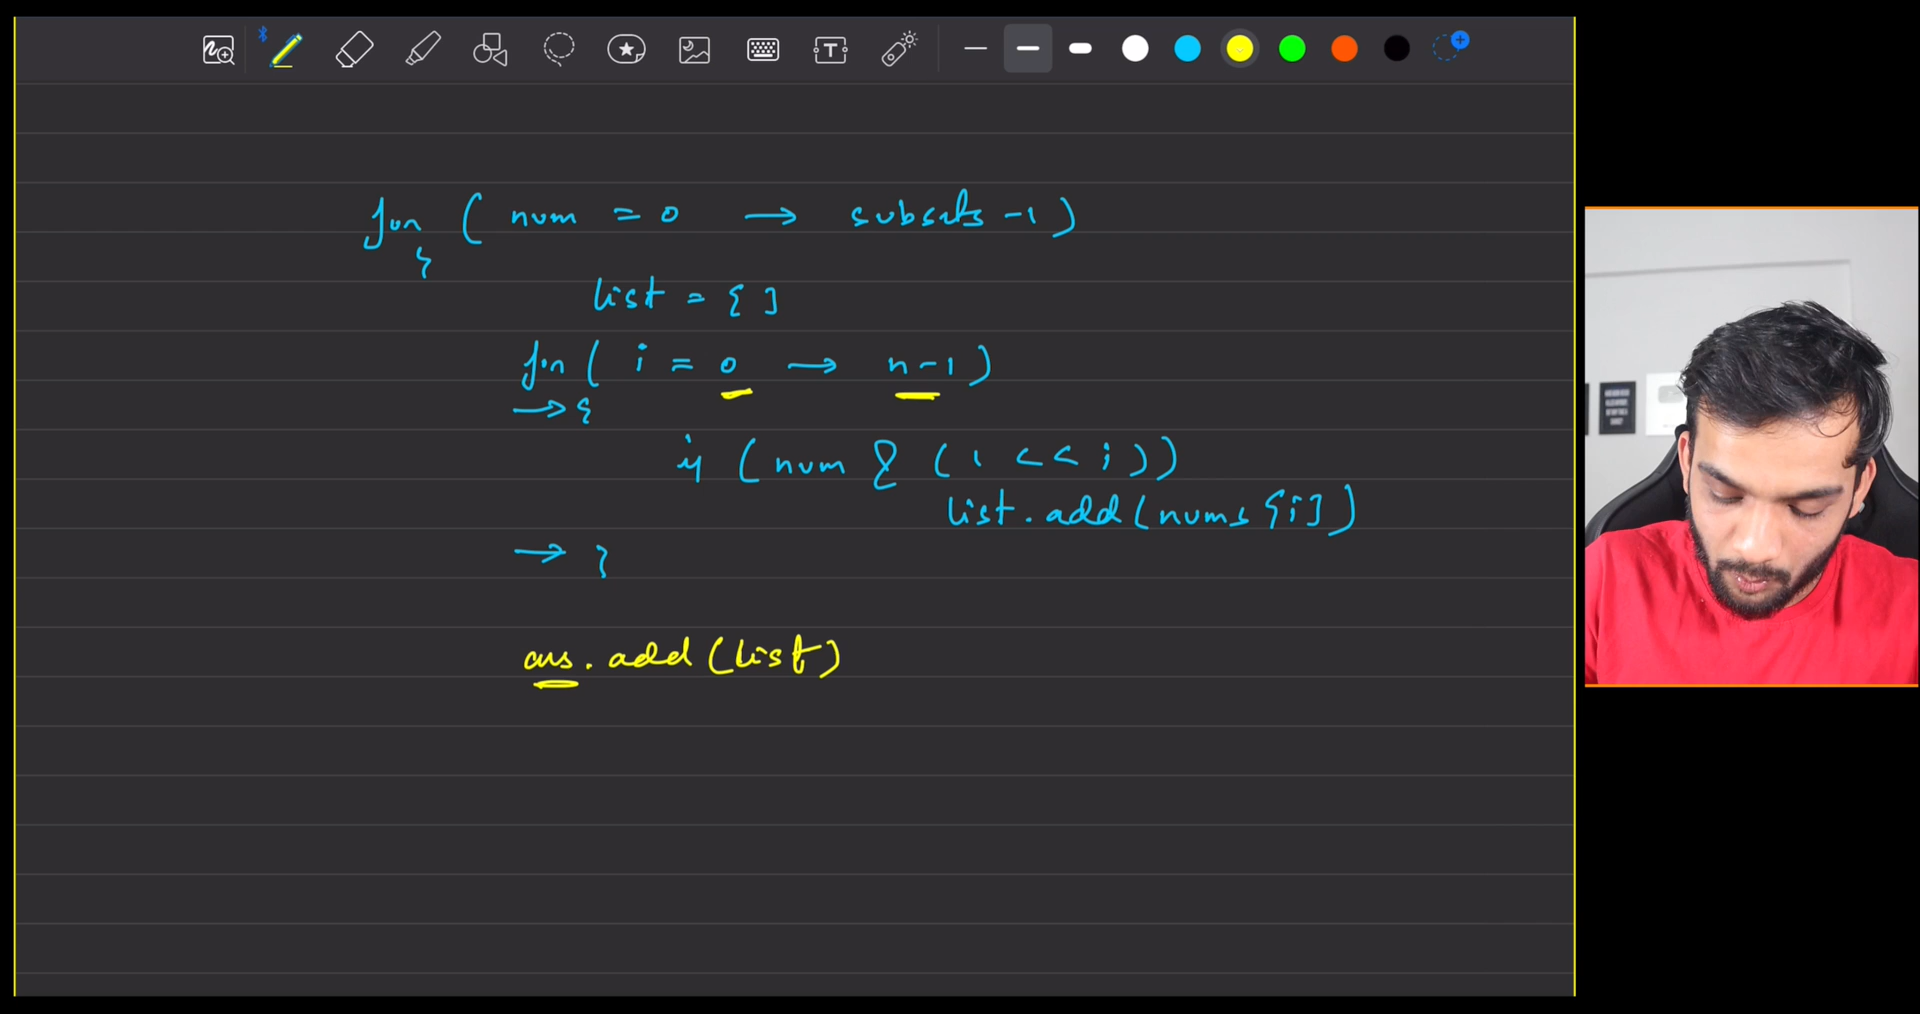 for ( num = 0 → subsets -1 )
{
list = { }
for ( i = 0 → n-1 )
→ {
if ( num & ( 1 << i ) )
list.add(nums[i])
→ }
ans.add(list)